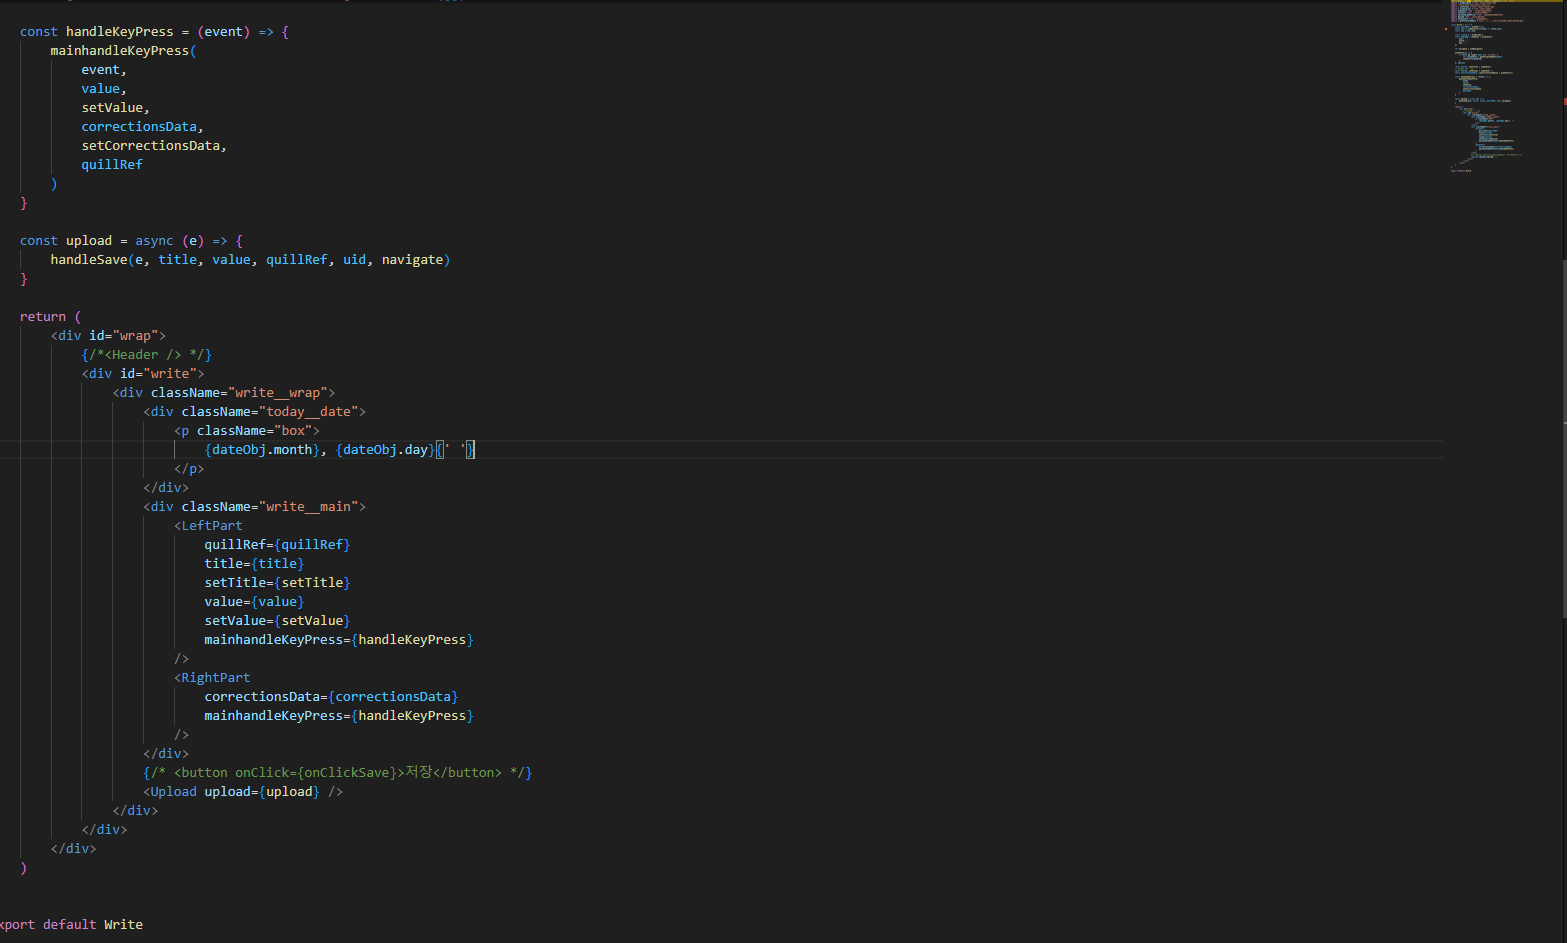 const handleKeyPress = (event) => {
mainhandleKeyPress(
event,
value,
setValue,
correctionsData,
setCorrectionsData,
quillRef
)
}
const upload = async (e) => {
handleSave(e, title, value, quillRef, uid, navigate)
}
return (
<div id="wrap">
{/*<Header /> */}
<div id="write">
<div className="write__wrap">
<div className="today__date">
<p className="box">
{dateObj.month}, {dateObj.day}{' '}
</p>
</div>
<div className="write__main">
<LeftPart
quillRef={quillRef}
title={title}
setTitle={setTitle}
value={value}
setValue={setValue}
mainhandleKeyPress={handleKeyPress}
/>
<RightPart
correctionsData={correctionsData}
mainhandleKeyPress={handleKeyPress}
/>
</div>
{/* <button onClick={onClickSave}>저장</button> */}
<Upload upload={upload} />
</div>
</div>
</div>
)
xport default Write